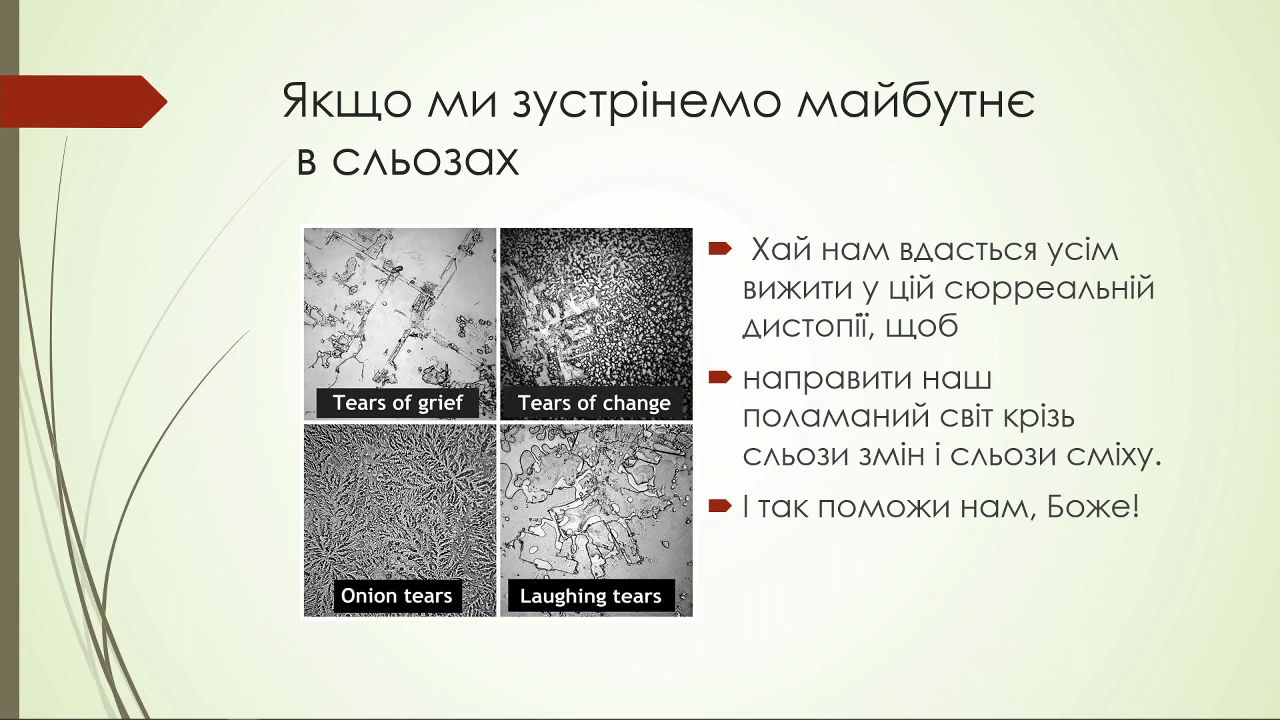 Якщо ми зустрінемо майбутнє
в сльозах
Tears of grief
Tears of change
Onion tears
Laughing tears
Хай нам вдасться усім
вижити у цій сюрреальній
дистопії, щоб
направити наш
поламаний світ крізь
сльози змін і сльози сміху.
І так поможи нам, Боже!